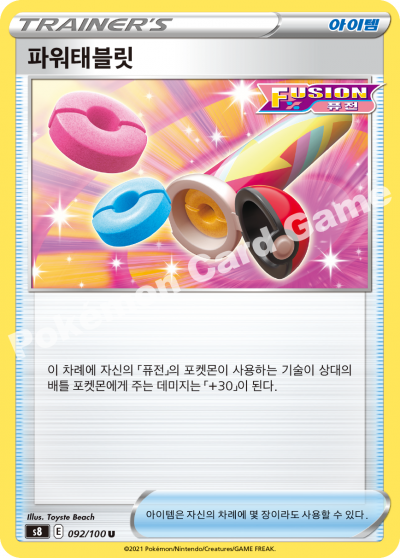 TRAINER'S 아이템
파워태블릿
FUSION
퓨전
Pokémon Card Game
이 차례에 자신의 「퓨전」의 포켓몬이 사용하는 기술이 상대의
배틀 포켓몬에게 주는 데미지는 「+30」이 된다.
Illus. Toyste Beach
s8 E 092/100 U
아이템은 자신의 차례에 몇 장이라도 사용할 수 있다.
©2021 Pokémon/Nintendo/Creatures/GAME FREAK.